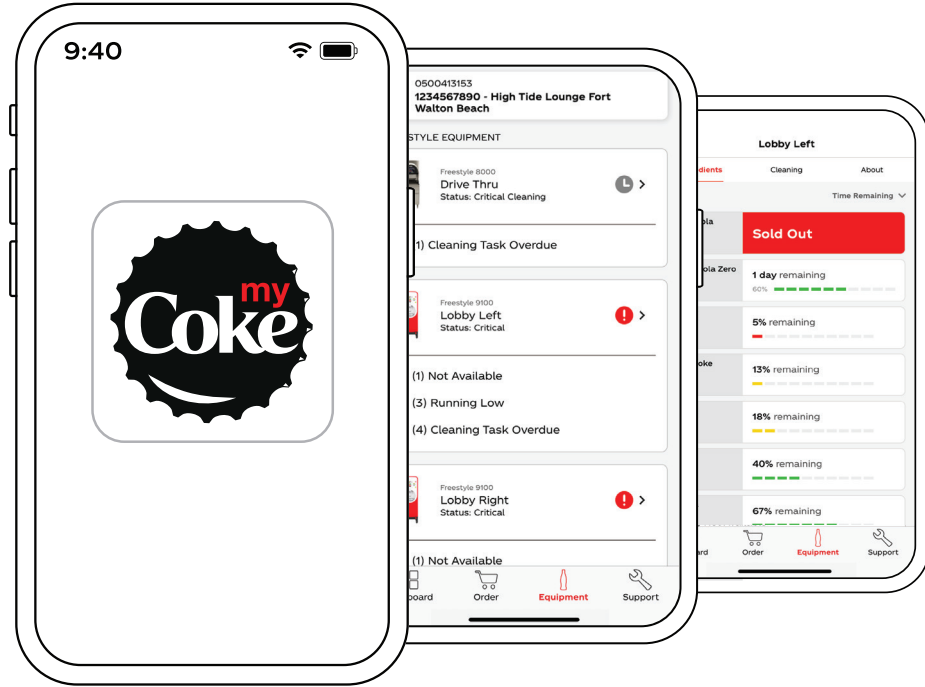 9:40
my
Coke
0500413153
1234567890 - High Tide Lounge Fort
Walton Beach
STYLE EQUIPMENT
Freestyle 8000
Drive Thru
Status: Critical Cleaning
1) Cleaning Task Overdue
Freestyle 9100
Lobby Left
Status: Critical
(1) Not Available
(3) Running Low
(4) Cleaning Task Overdue
Freestyle 9100
Lobby Right
Status: Critical
(1) Not Available
board
Order
Equipment
Support
Lobby Left
dients
Cleaning
About
Time Remaining
ola
Sold Out
ola Zero
1 day remaining
60%
5% remaining
oke
13% remaining
18% remaining
40% remaining
67% remaining
ard
Order
Equipment
Support